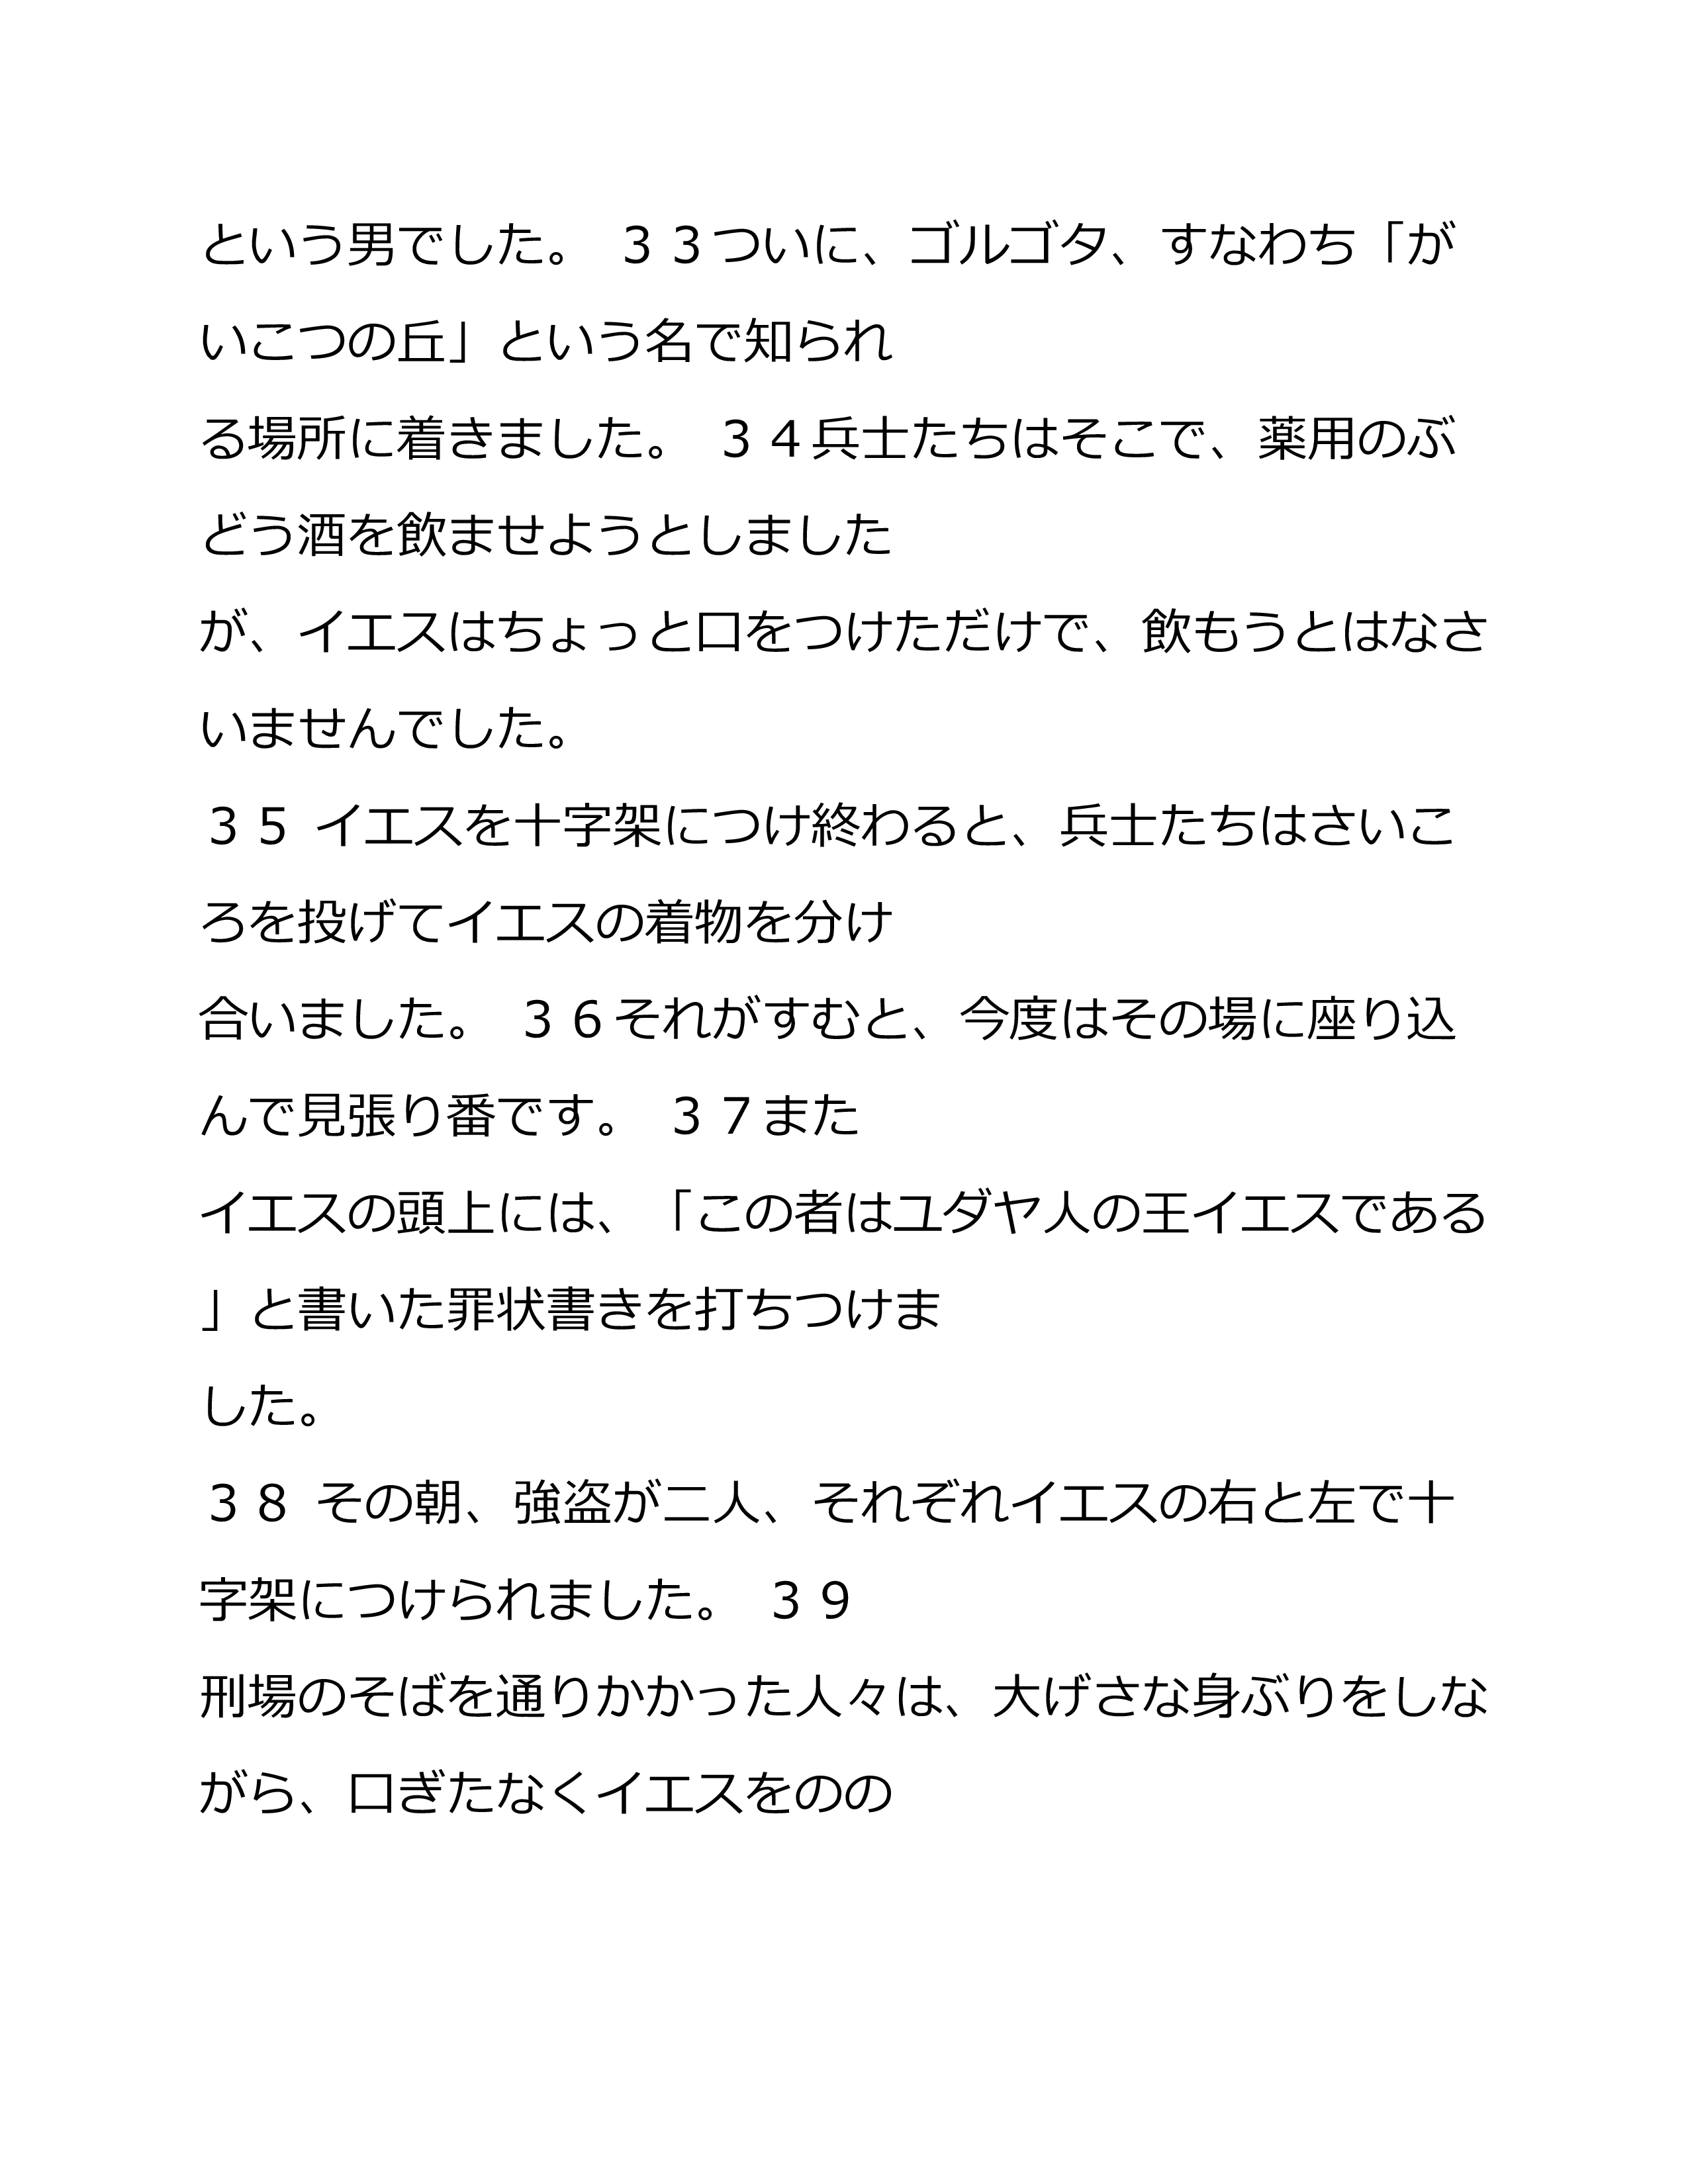 という男でした。 ３３ついに、ゴルゴタ、すなわち「が
いこつの丘」という名で知られ
る場所に着きました。 ３４兵士たちはそこで、薬用のぶ
どう酒を飲ませようとしました
が、イエスはちょっと口をつけただけで、飲もうとはなさ
いませんでした。
３５ イエスを十字架につけ終わると、兵士たちはさいこ
ろを投げてイエスの着物を分け
合いました。 ３６それがすむと、今度はその場に座り込
んで見張り番です。 ３７また
イエスの頭上には、「この者はユダヤ人の王イエスである
」と書いた罪状書きを打ちつけま
した。
３８ その朝、強盗が二人、それぞれイエスの右と左で十
字架につけられました。 ３９
刑場のそばを通りかかった人々は、大げさな身ぶりをしな
がら、口ぎたなくイエスをのの